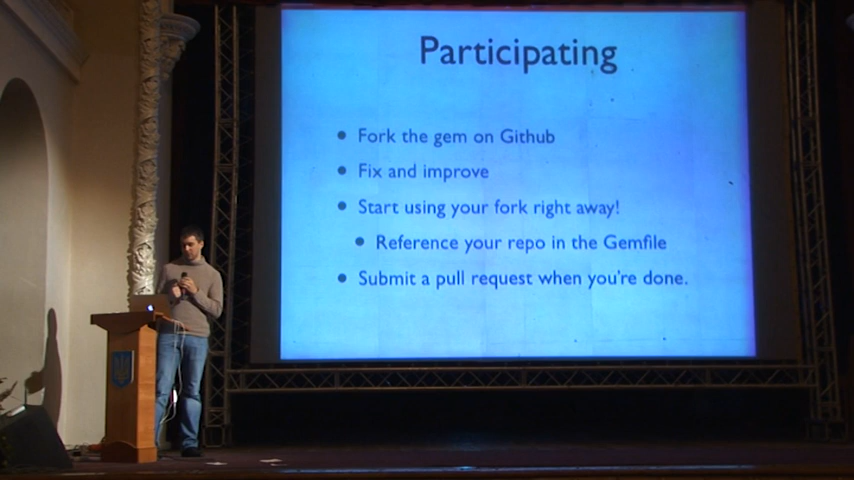 Participating
Fork the gem on Github
Fix and improve
Start using your fork right away!
Reference your repo in the Gemfile
Submit a pull request when you're done.